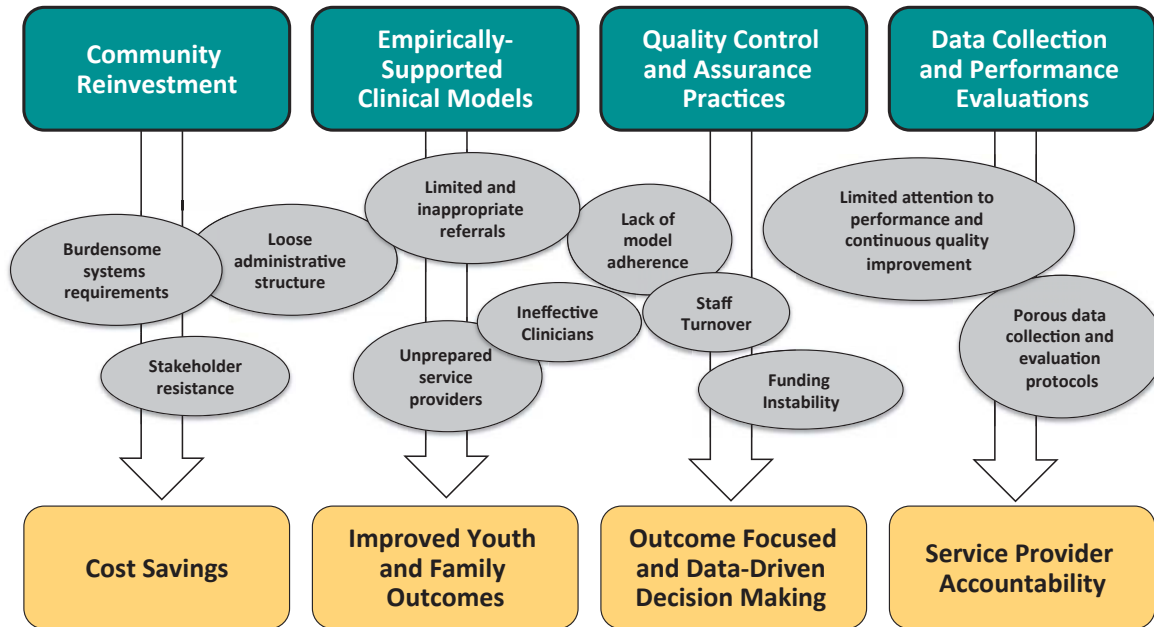 Community
Reinvestment
Empirically-
Supported
Clinical Models
Quality Control
and Assurance
Practices
Data Collection
and Performance
Evaluations
Burdensome
systems
requirements
Loose
administrative
structure
Stakeholder
resistance
Limited and
inappropriate
referrals
Ineffective
Clinicians
Unprepared
service
providers
Lack of
model
adherence
Staff
Turnover
Funding
Instability
Limited attention to
performance and
continuous quality
improvement
Porous data
collection and
evaluation
protocols
Cost Savings
Improved Youth
and Family
Outcomes
Outcome Focused
and Data-Driven
Decision Making
Service Provider
Accountability